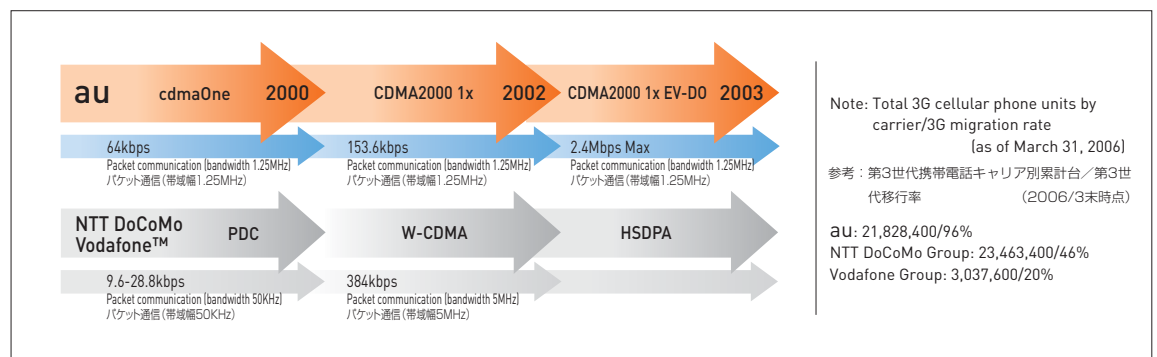 au cdmaOne 2000 CDMA2000 1x 2002 CDMA2000 1x EV-DO 2003
64kbps 153.6kbps 2.4Mbps Max
Packet communication (bandwidth 1.25MHz) Packet communication (bandwidth 1.25MHz) Packet communication (bandwidth 1.25MHz)
パケット通信(帯域幅1.25MHz) パケット通信(帯域幅1.25MHz) パケット通信(帯域幅1.25MHz)
NTT DoCoMo
Vodafone™ PDC W-CDMA HSDPA
9.6-28.8kbps 384kbps
Packet communication (bandwidth 50KHz) Packet communication (bandwidth 5MHz)
パケット通信(帯域幅50KHz) パケット通信(帯域幅5MHz)
Note: Total 3G cellular phone units by
carrier/3G migration rate
(as of March 31, 2006)
参考：第3世代携帯電話キャリア別累計台／第3世
代移行率 (2006/3末時点)
au: 21,828,400/96%
NTT DoCoMo Group: 23,463,400/46%
Vodafone Group: 3,037,600/20%